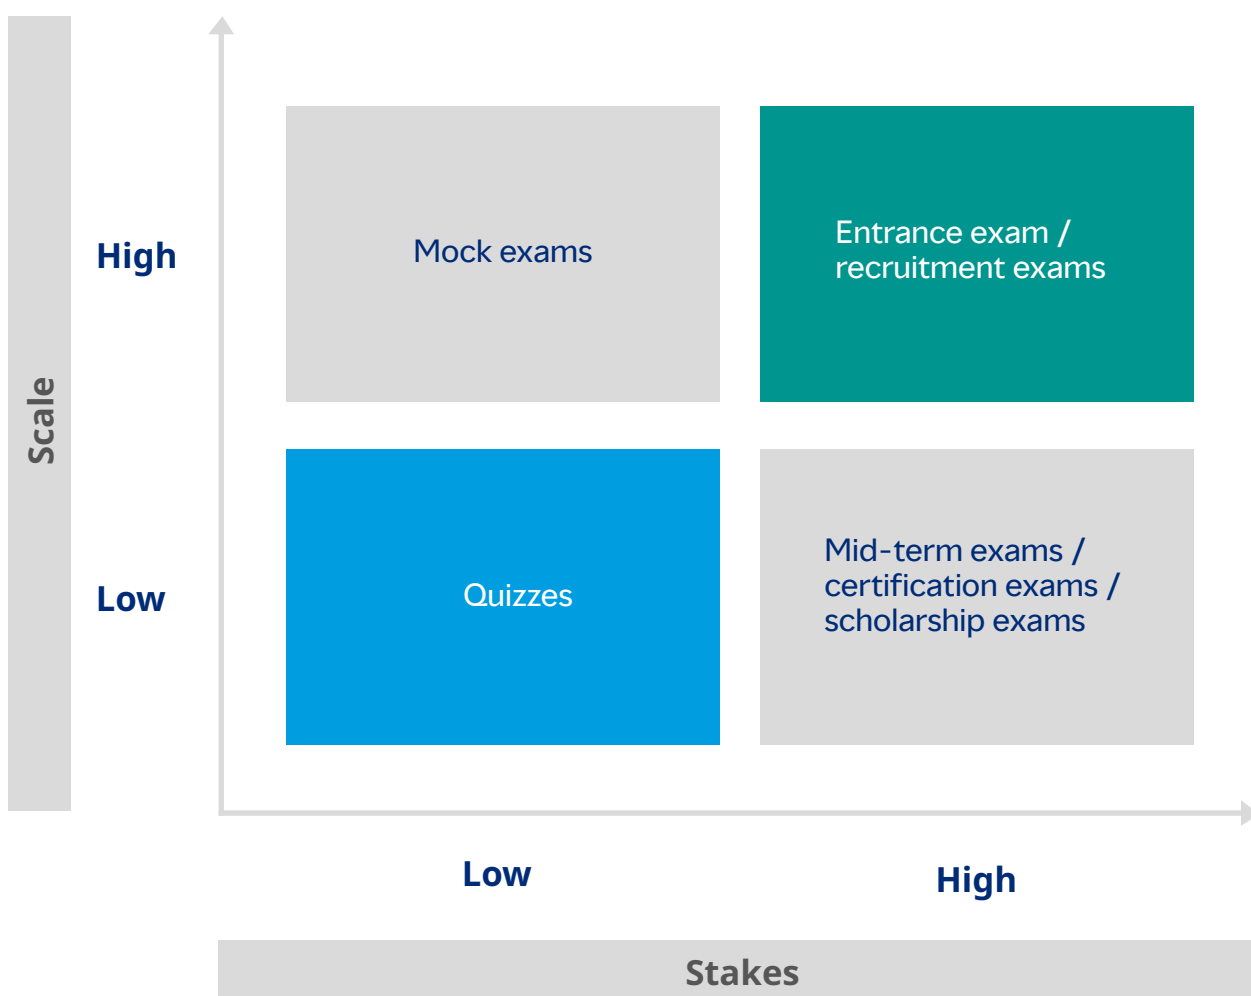 Scale
High
Mock exams
Entrance exam /
recruitment exams
Low
Quizzes
Mid-term exams /
certification exams /
scholarship exams
Low
High
Stakes